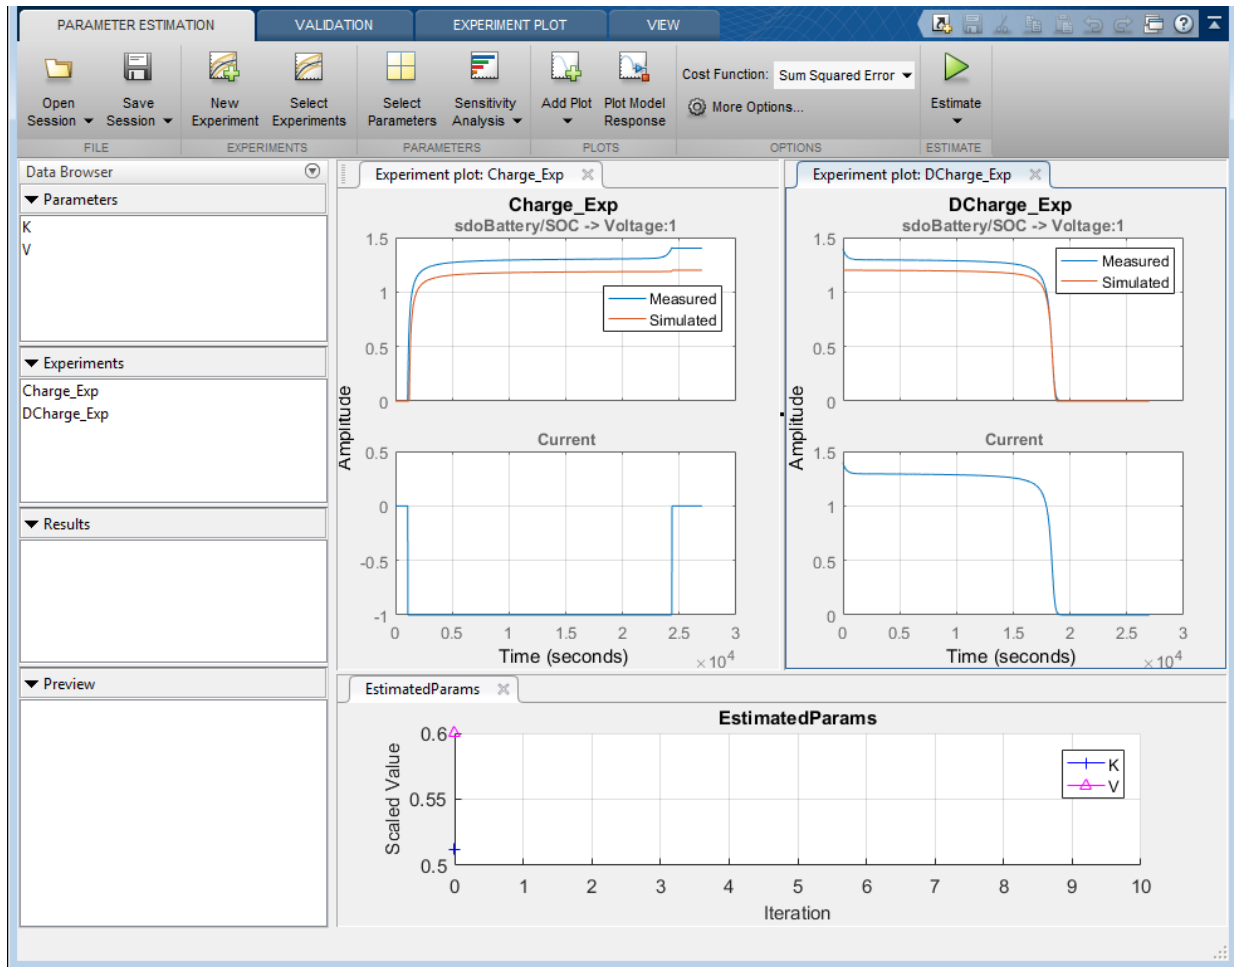 PARAMETER ESTIMATION VALIDATION EXPERIMENT PLOT VIEW
Open Session
Save Session
New Experiment
Select Experiments
Select Parameters
Sensitivity Analysis
Add Plot
Plot Model Response
Cost Function: Sum Squared Error
More Options...
Estimate
FILE EXPERIMENTS PARAMETERS PLOTS OPTIONS ESTIMATE
Data Browser
Parameters
K
V
Experiments
Charge_Exp
DCharge_Exp
Results
Preview
Experiment plot: Charge_Exp
Charge_Exp
sdoBattery/SOC -> Voltage:1
1.5
1
0.5
0
Measured
Simulated
Amplitude
Current
0.5
0
-0.5
-1
0 0.5 1 1.5 2 2.5 3
Time (seconds)
×10^4
Experiment plot: DCharge_Exp
DCharge_Exp
sdoBattery/SOC -> Voltage:1
1.5
1
0.5
0
Measured
Simulated
Amplitude
Current
1.5
1
0.5
0
0 0.5 1 1.5 2 2.5 3
Time (seconds)
×10^4
EstimatedParams
EstimatedParams
0.6
0.55
0.5
Scaled Value
K
V
0 1 2 3 4 5 6 7 8 9 10
Iteration